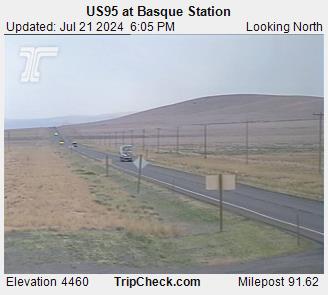 US95 at Basque Station
Updated: Jul 21 2024 6:05 PM Looking North
Elevation 4460 TripCheck.com Milepost 91.62